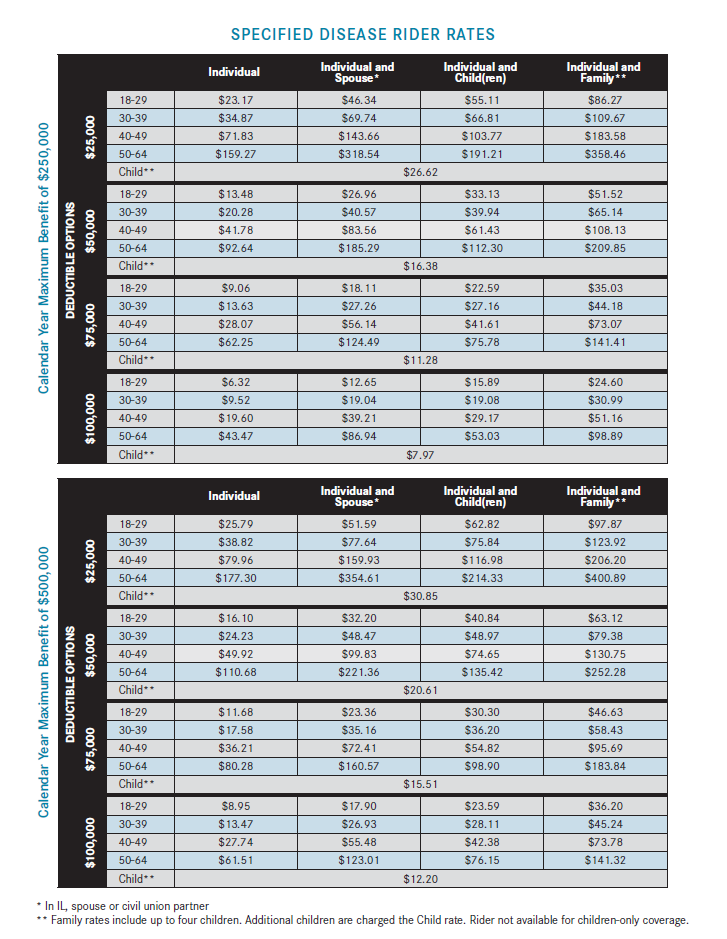 SPECIFIED DISEASE RIDER RATES
Calendar Year Maximum Benefit of $250,000
DEDUCTIBLE OPTIONS
Individual Individual and Spouse* Individual and Child(ren) Individual and Family**
$25,000
18-29 $23.17 $46.34 $55.11 $86.27
30-39 $34.87 $69.74 $66.81 $109.67
40-49 $71.83 $143.66 $103.77 $183.58
50-64 $159.27 $318.54 $191.21 $358.46
Child** $26.62
$50,000
18-29 $13.48 $26.96 $33.13 $51.52
30-39 $20.28 $40.57 $39.94 $65.14
40-49 $41.78 $83.56 $61.43 $108.13
50-64 $92.64 $185.29 $112.30 $209.85
Child** $16.38
$75,000
18-29 $9.06 $18.11 $22.59 $35.03
30-39 $13.63 $27.26 $27.16 $44.18
40-49 $28.07 $56.14 $41.61 $73.07
50-64 $62.25 $124.49 $75.78 $141.41
Child** $11.28
$100,000
18-29 $6.32 $12.65 $15.89 $24.60
30-39 $9.52 $19.04 $19.08 $30.99
40-49 $19.60 $39.21 $29.17 $51.16
50-64 $43.47 $86.94 $53.03 $98.89
Child** $7.97
Calendar Year Maximum Benefit of $500,000
DEDUCTIBLE OPTIONS
Individual Individual and Spouse* Individual and Child(ren) Individual and Family**
$25,000
18-29 $25.79 $51.59 $62.82 $97.87
30-39 $38.82 $77.64 $75.84 $123.92
40-49 $79.96 $159.93 $116.98 $206.20
50-64 $177.30 $354.61 $214.33 $400.89
Child** $30.85
$50,000
18-29 $16.10 $32.20 $40.84 $63.12
30-39 $24.23 $48.47 $48.97 $79.38
40-49 $49.92 $99.83 $74.65 $130.75
50-64 $110.68 $221.36 $135.42 $252.28
Child** $20.61
$75,000
18-29 $11.68 $23.36 $30.30 $46.63
30-39 $17.58 $35.16 $36.20 $58.43
40-49 $36.21 $72.41 $54.82 $95.69
50-64 $80.28 $160.57 $98.90 $183.84
Child** $15.51
$100,000
18-29 $8.95 $17.90 $23.59 $36.20
30-39 $13.47 $26.93 $28.11 $45.24
40-49 $27.74 $55.48 $42.38 $73.78
50-64 $61.51 $123.01 $76.15 $141.32
Child** $12.20
* In IL, spouse or civil union partner
** Family rates include up to four children. Additional children are charged the Child rate. Rider not available for children-only coverage.